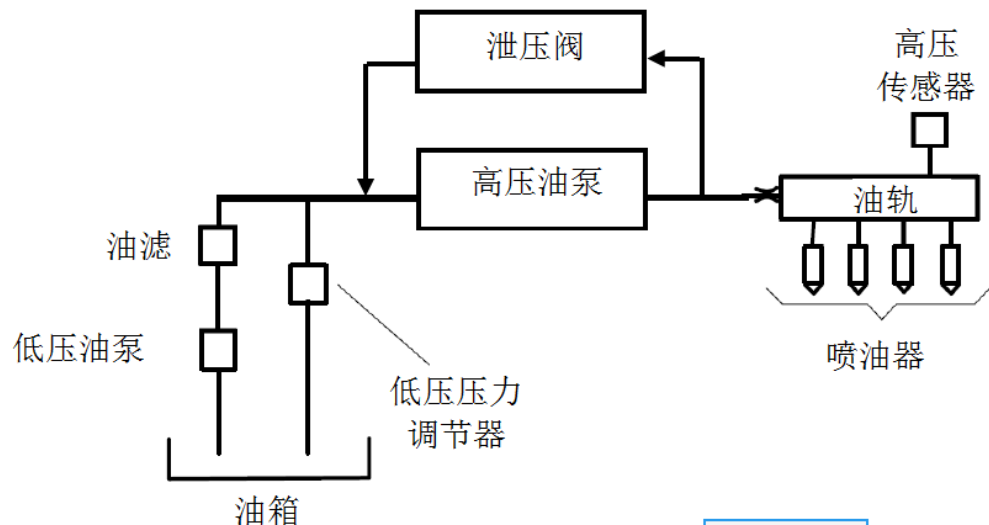 泄压阀
高压
传感器
高压油泵
油轨
油滤
低压油泵
喷油器
低压压力
调节器
油箱